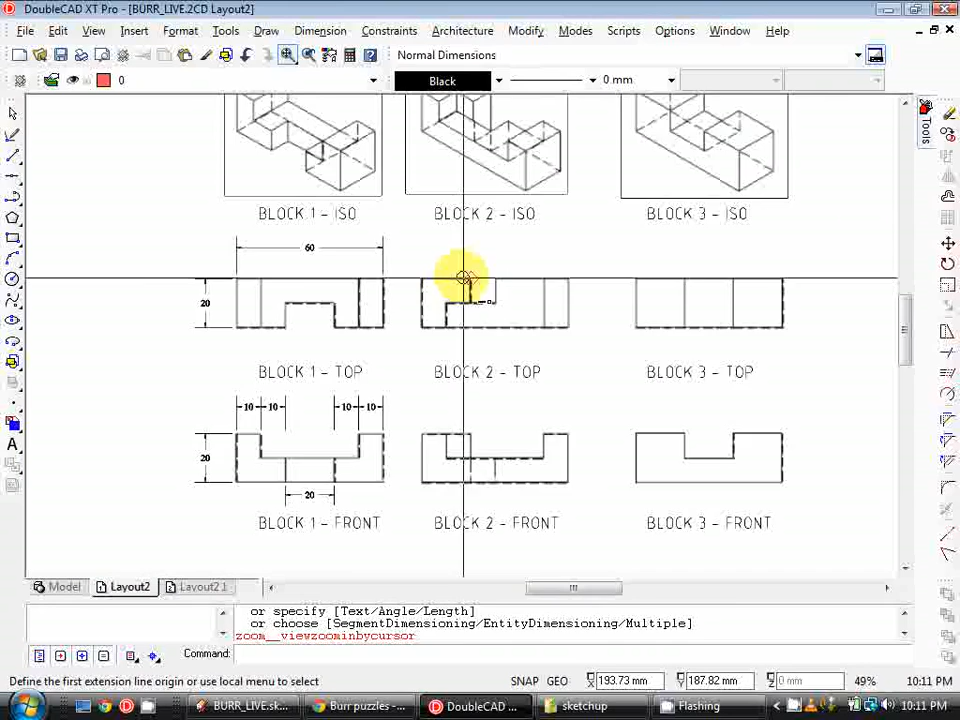 DoubleCAD XT Pro - [BURR_LIVE.2CD Layout2]
File Edit View Insert Format Tools Draw Dimension Constraints Architecture Modify Modes Scripts Options Window Help
Normal Dimensions
0 Black 0 mm
Tools
BLOCK 1 - ISO BLOCK 2 - ISO BLOCK 3 - ISO
60
20
BLOCK 1 - TOP BLOCK 2 - TOP BLOCK 3 - TOP
10 10 10 10
20
20
BLOCK 1 - FRONT BLOCK 2 - FRONT BLOCK 3 - FRONT
Model Layout2 Layout2 1
or specify [Text/Angle/Length]
or choose [SegmentDimensioning/EntityDimensioning/Multiple]
zoom__viewzoominbycursor
Command:
Define the first extension line origin or use local menu to select SNAP GEO X 193.73 mm Y 187.82 mm Z 0 mm 49% 10:11 PM
BURR_LIVE.sk... Burr puzzles -... DoubleCAD ... sketchup Flashing 10:11 PM